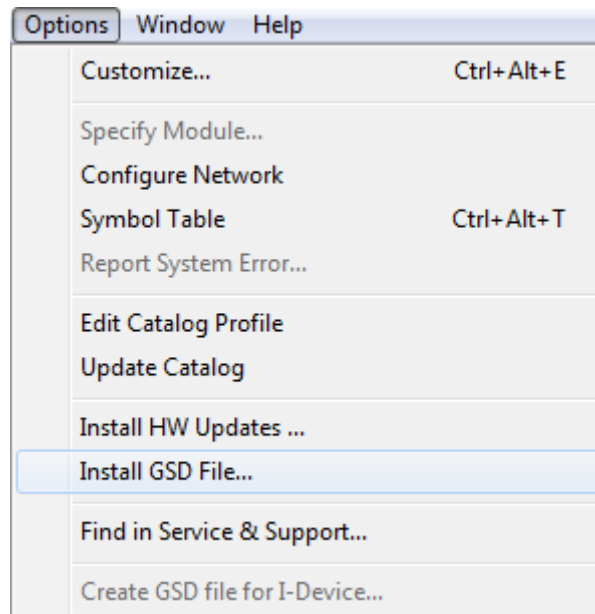 Options Window Help
Customize... Ctrl+Alt+E
Specify Module...
Configure Network
Symbol Table Ctrl+Alt+T
Report System Error...
Edit Catalog Profile
Update Catalog
Install HW Updates ...
Install GSD File...
Find in Service & Support...
Create GSD file for I-Device...